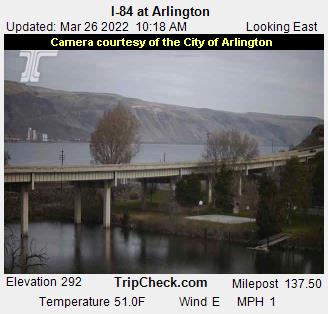 I-84 at Arlington
Updated: Mar 26 2022 10:18 AM Looking East
Camera courtesy of the City of Arlington
Elevation 292 TripCheck.com Milepost 137.50
Temperature 51.0F Wind E MPH 1